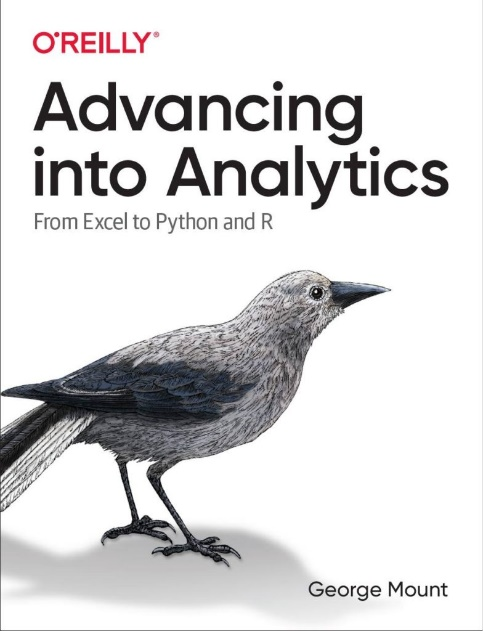 O'REILLY®
Advancing
into Analytics
From Excel to Python and R
George Mount